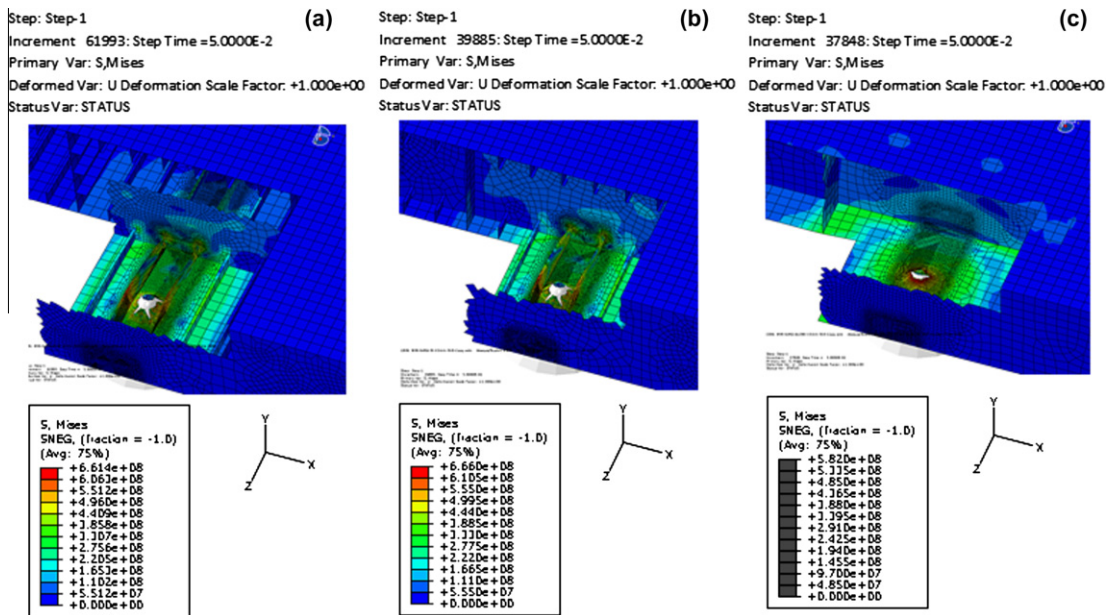 Step: Step-1
(a)
Increment 61993: Step Time =5.0000E-2
Primary Var: S,Mises
Deformed Var: U Deformation Scale Factor: +1.000e+00
Status Var: STATUS
S, Mises
SNEG, (fraction = -1.0)
(Avg: 75%)
+6.614e+08
+6.063e+08
+5.512e+08
+4.960e+08
+4.409e+08
+3.858e+08
+3.307e+08
+2.756e+08
+2.205e+08
+1.653e+08
+1.102e+08
+5.512e+07
+0.000e+00
Y
X
Z
Step: Step-1
(b)
Increment 39885: Step Time =5.0000E-2
Primary Var: S,Mises
Deformed Var: U Deformation Scale Factor: +1.000e+00
Status Var: STATUS
S, Mises
SNEG, (fraction = -1.0)
(Avg: 75%)
+6.660e+08
+6.105e+08
+5.550e+08
+4.995e+08
+4.440e+08
+3.885e+08
+3.330e+08
+2.775e+08
+2.220e+08
+1.665e+08
+1.110e+08
+5.550e+07
+0.000e+00
Y
X
Z
Step: Step-1
(c)
Increment 37848: Step Time =5.0000E-2
Primary Var: S,Mises
Deformed Var: U Deformation Scale Factor: +1.000e+00
Status Var: STATUS
S, Mises
SNEG, (fraction = -1.0)
(Avg: 75%)
+5.820e+08
+5.335e+08
+4.850e+08
+4.365e+08
+3.880e+08
+3.395e+08
+2.910e+08
+2.425e+08
+1.940e+08
+1.455e+08
+9.700e+07
+4.850e+07
+0.000e+00
Y
X
Z